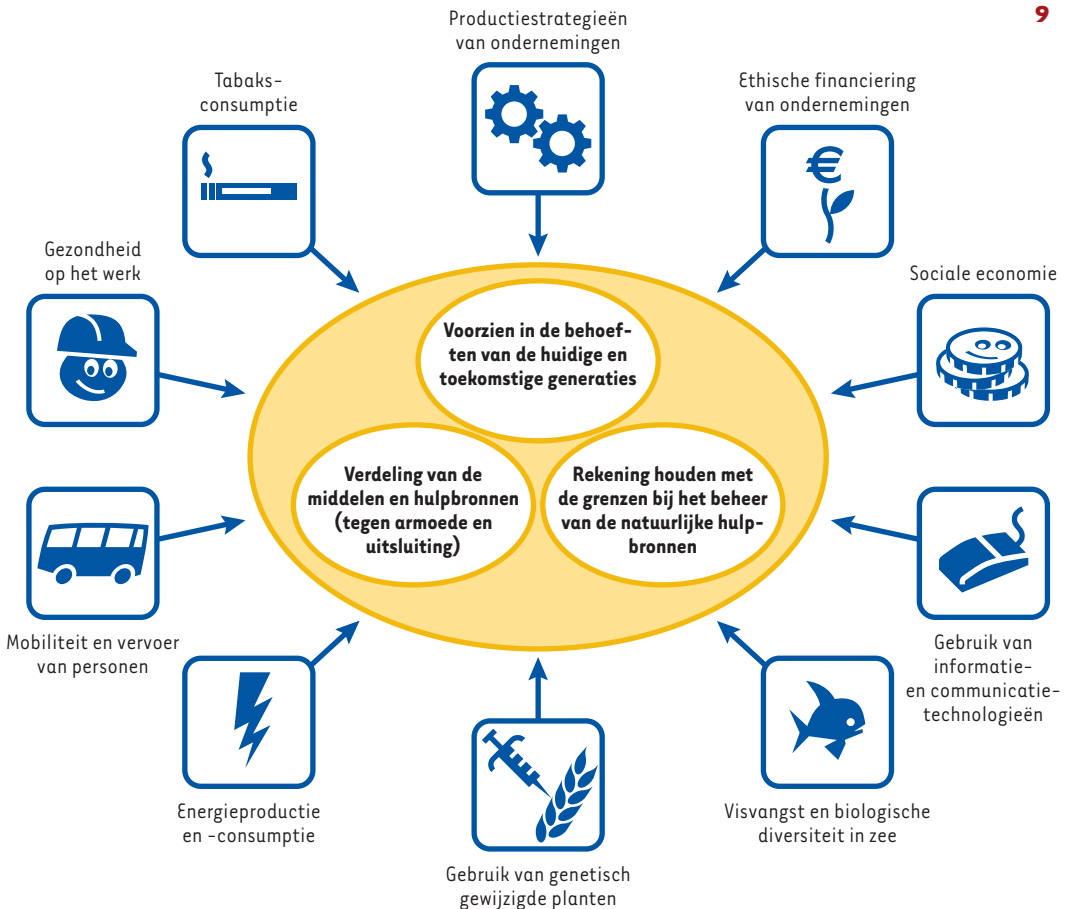 9
Productiestrategieën
van ondernemingen
Tabaks-
consumptie
Ethische financiering
van ondernemingen
€
Gezondheid
op het werk
Sociale economie
Voorzien in de behoef-
ten van de huidige en
toekomstige generaties
Verdeling van de
middelen en hulpbronnen
(tegen armoede en
uitsluiting)
Rekening houden met
de grenzen bij het beheer
van de natuurlijke hulp-
bronnen
Mobiliteit en vervoer
van personen
Gebruik van
informatie-
en communicatie-
technologieën
Energieproductie
en -consumptie
Visvangst en biologische
diversiteit in zee
Gebruik van genetisch
gewijzigde planten